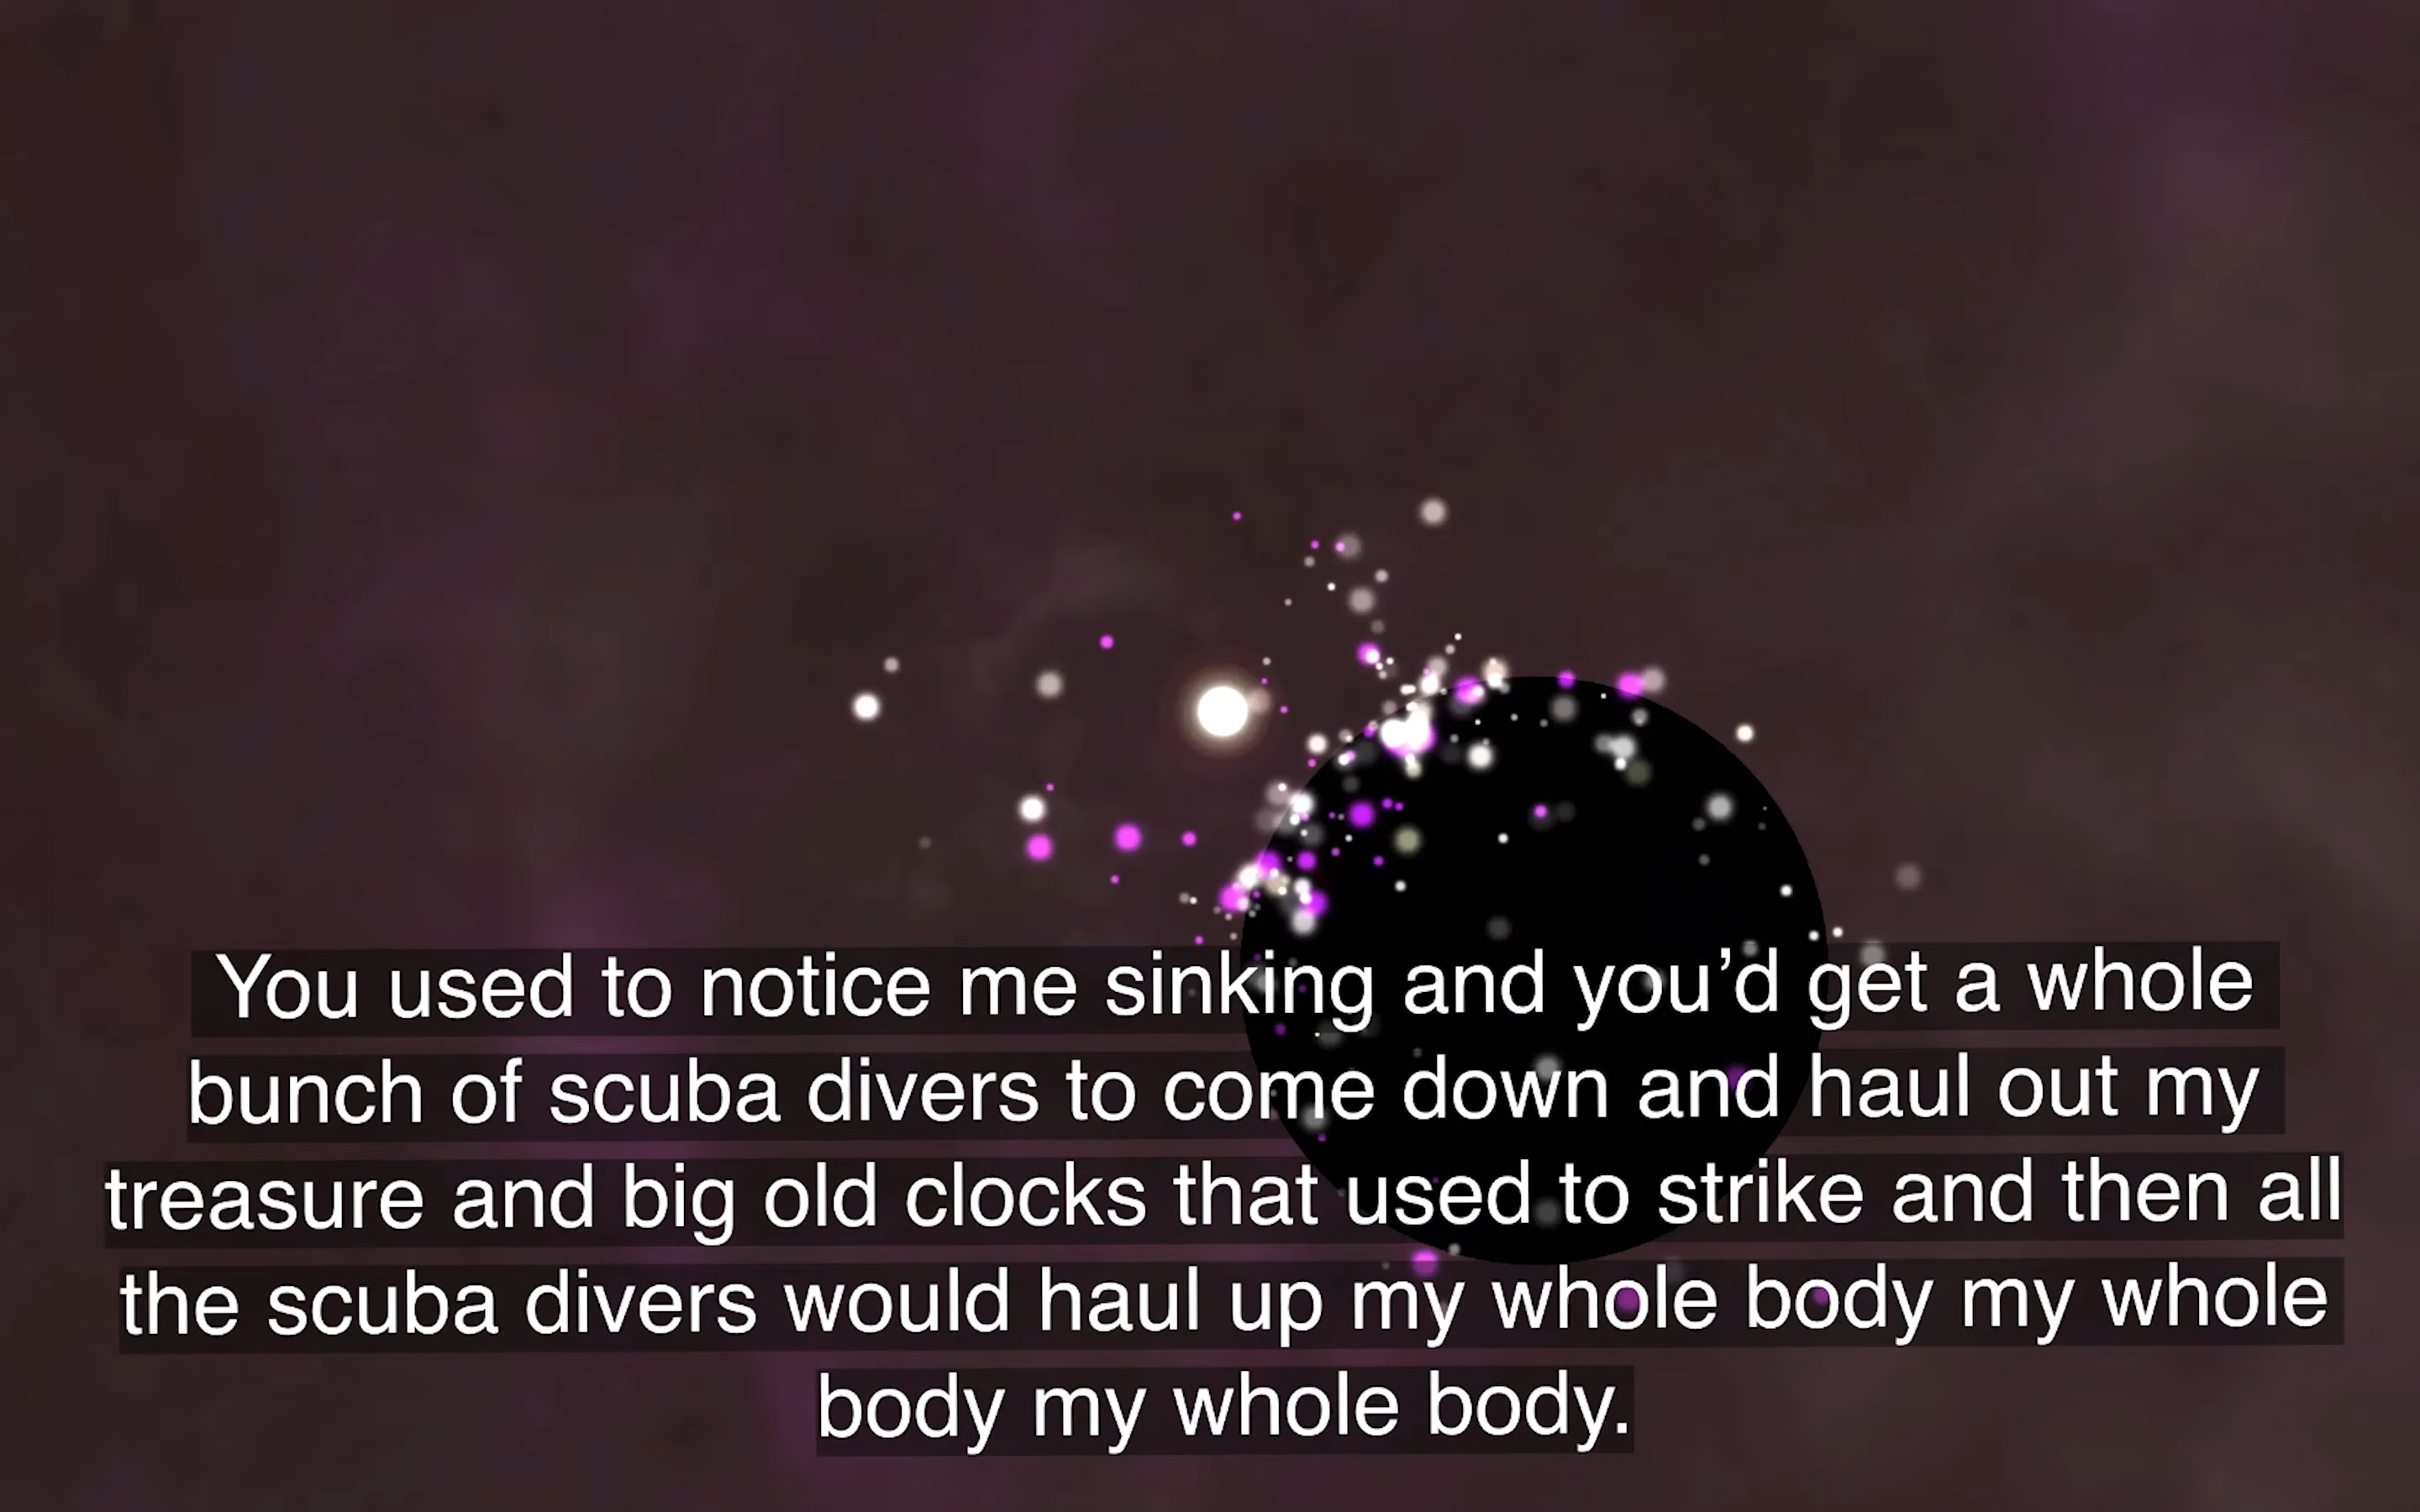 You used to notice me sinking and you’d get a whole
bunch of scuba divers to come down and haul out my
treasure and big old clocks that used to strike and then all
the scuba divers would haul up my whole body my whole
body my whole body.